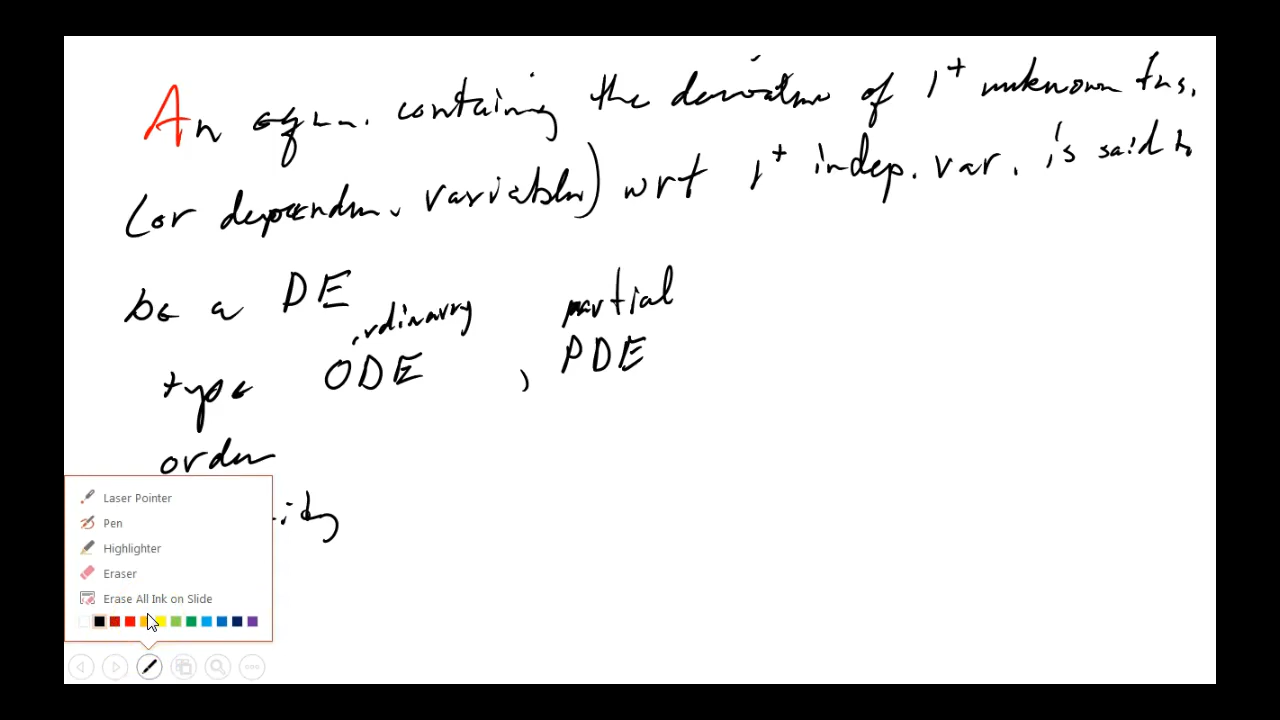 An eqn. containing the derivative of 1+ unknown fns.
(or dependen. variables) wrt 1+ indep. var. is said to
be a DE
ordinary partial
type ODE , PDE
order
Laser Pointer
Pen
Highlighter
Eraser
Erase All Ink on Slide